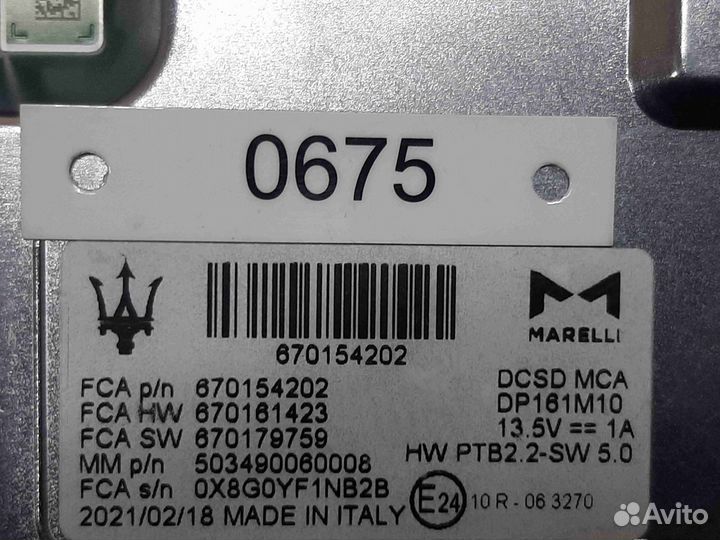 0675
670154202
MARELLI
FCA p/n 670154202
FCA HW 670161423
FCA SW 670179759
MM p/n 503490060008
FCA s/n 0X8G0YF1NB2B
2021/02/18 MADE IN ITALY
DCSD MCA
DP161M10
13.5V == 1A
HW PTB2.2-SW 5.0
E24 10 R - 06 3270
Avito